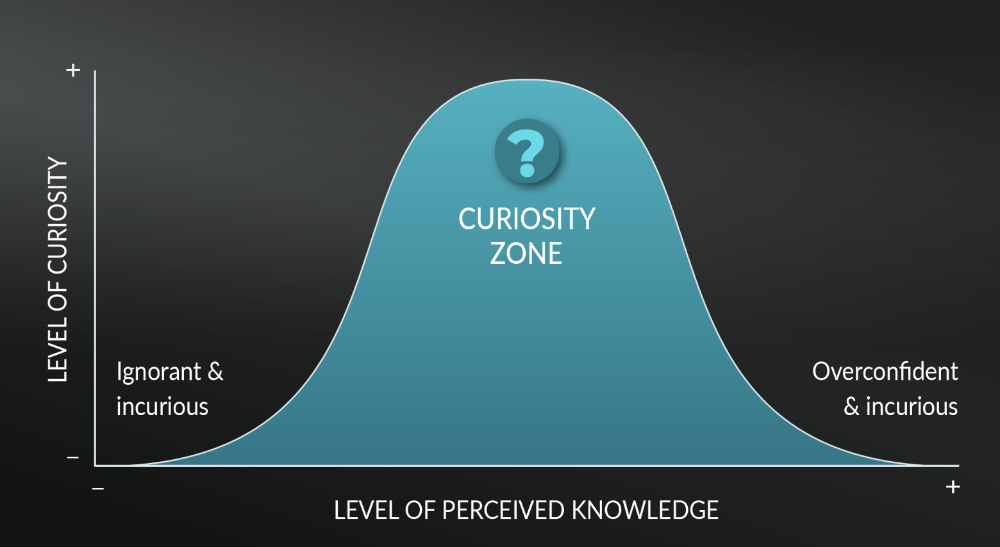 +
?
CURIOSITY
ZONE
LEVEL OF CURIOSITY
Ignorant &
incurious
Overconfident
& incurious
–
–
+
LEVEL OF PERCEIVED KNOWLEDGE